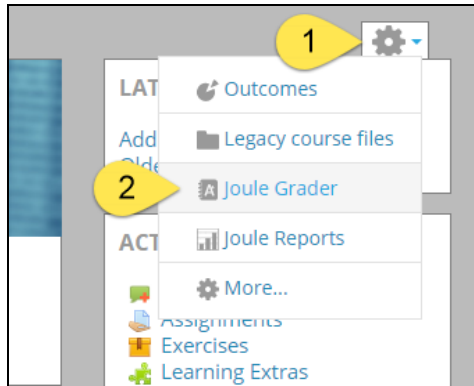 1
LAT
Outcomes
Add
Legacy course files
Olde
2
Joule Grader
ACT
Joule Reports
More...
Assignments
Exercises
Learning Extras